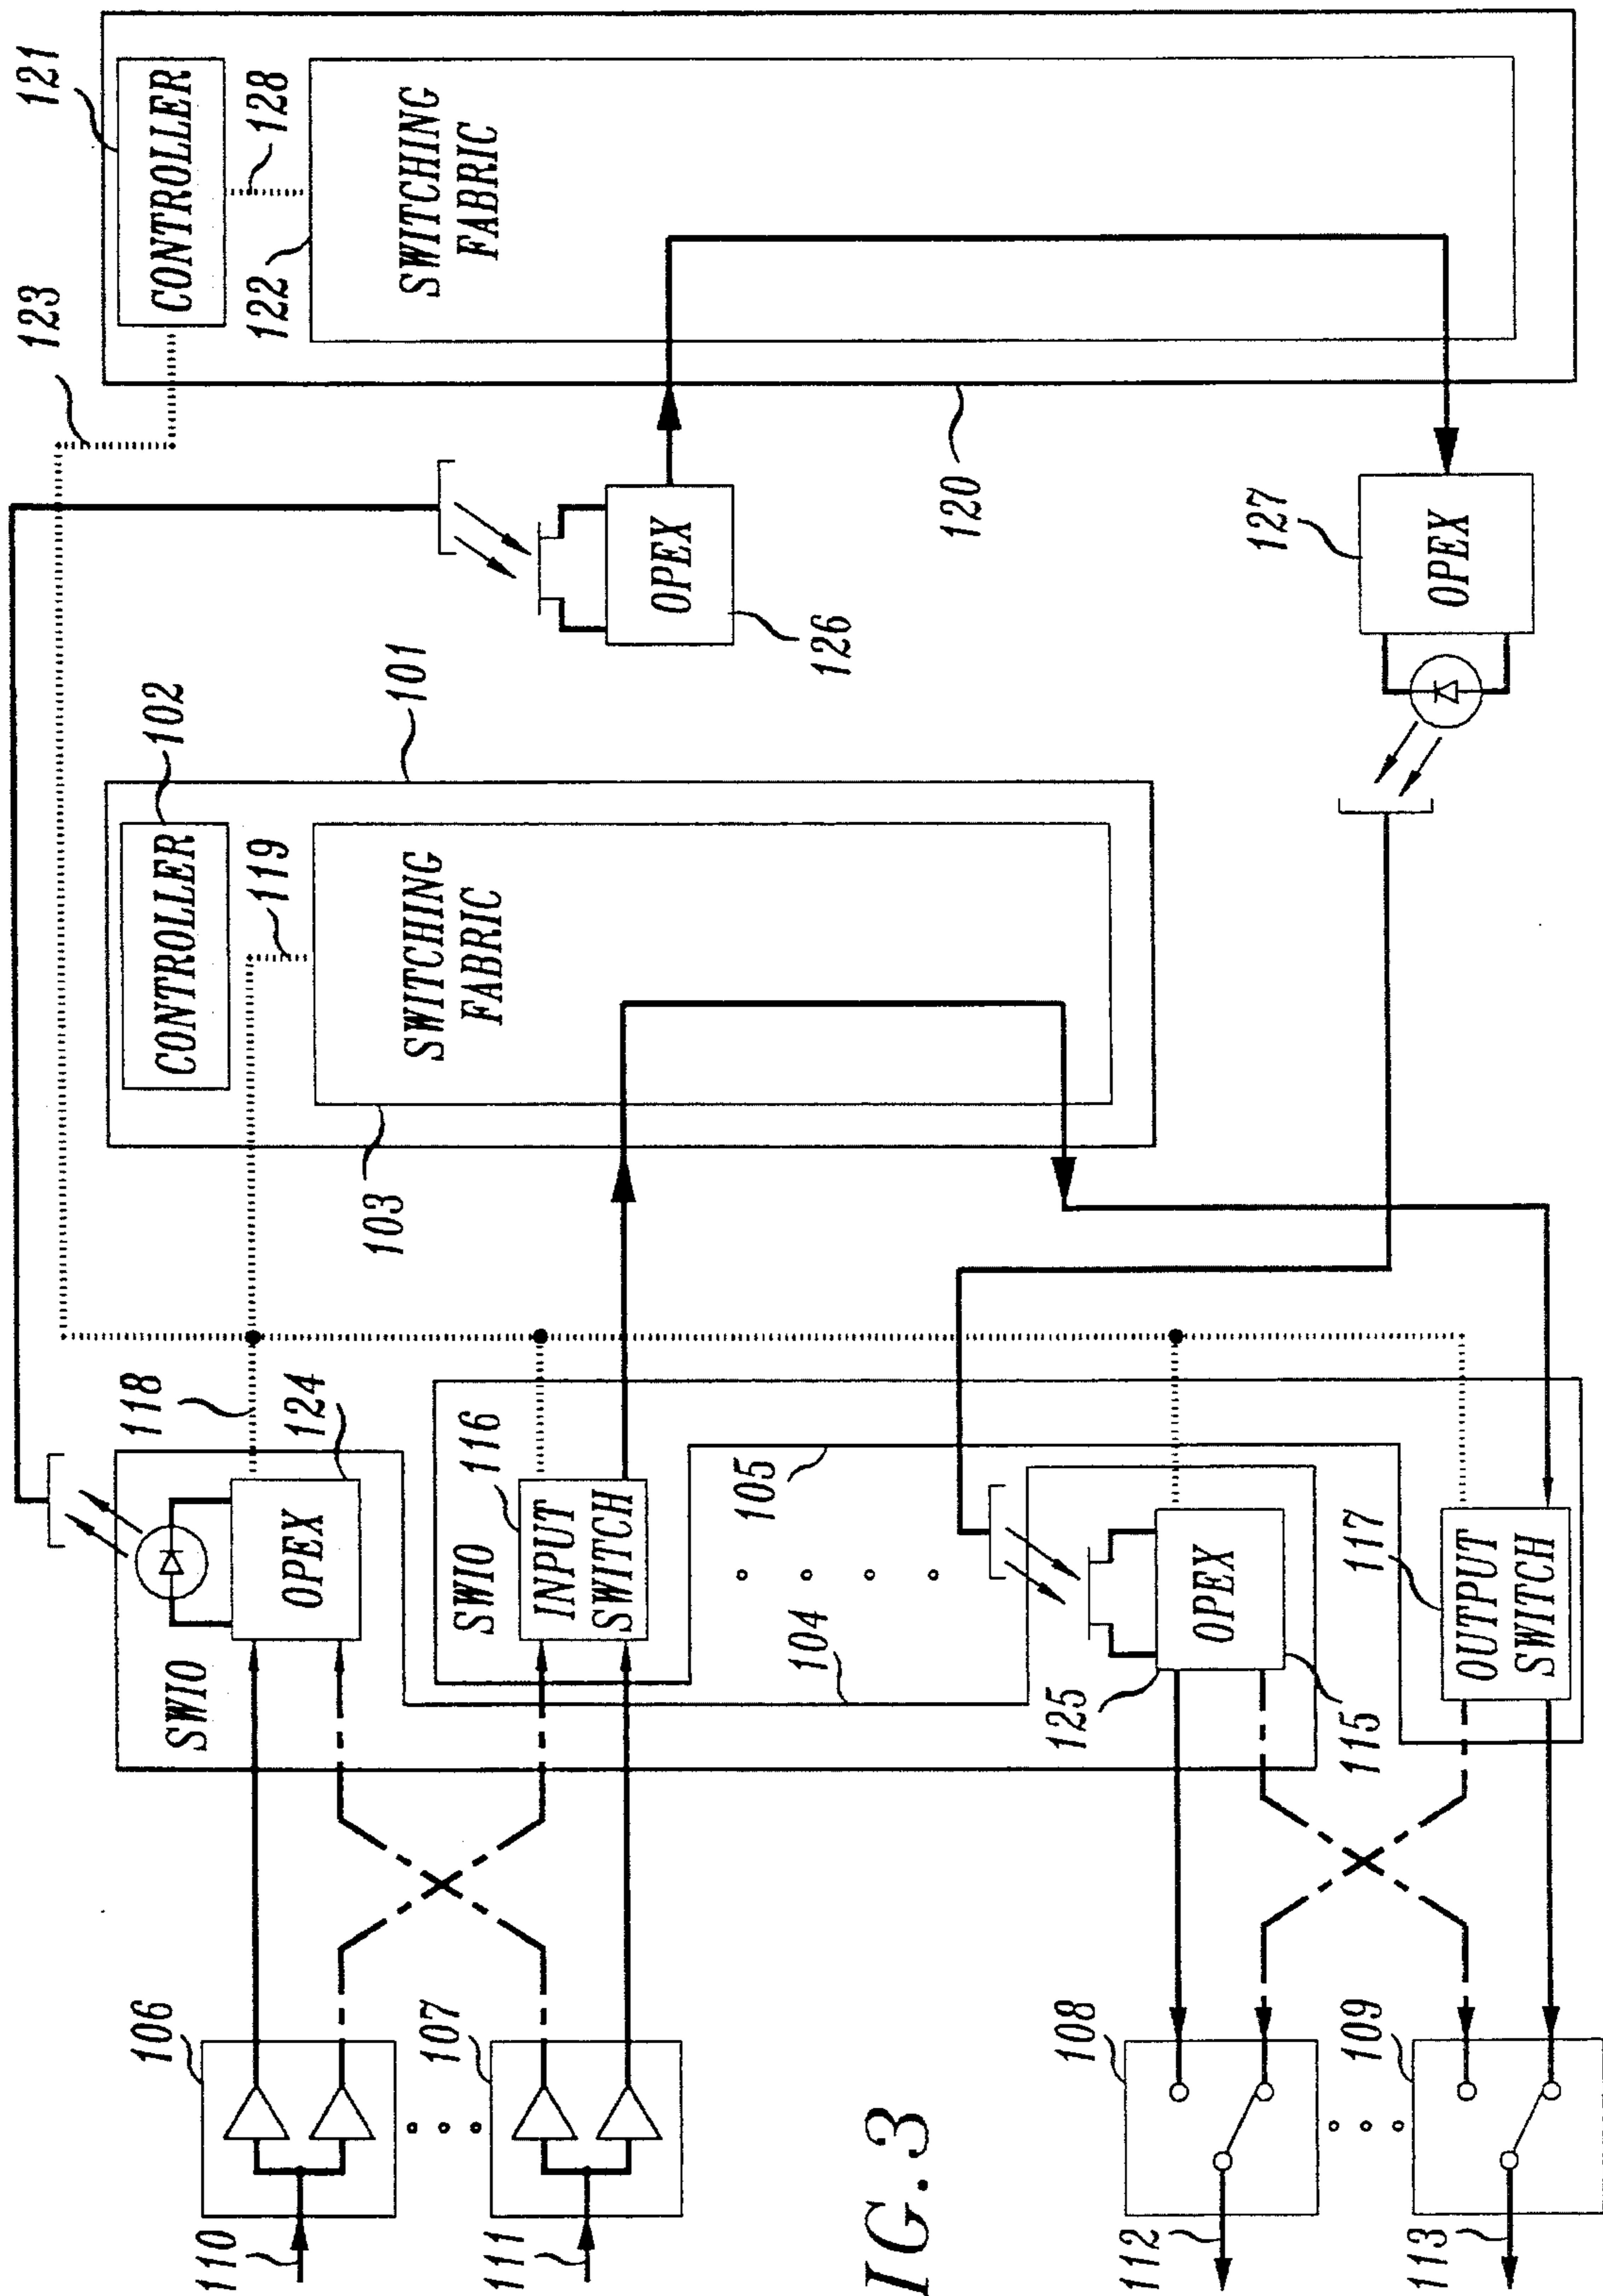 121
CONTROLLER
128
123
122
SWITCHING
FABRIC
120
OPEX
126
127
OPEX
101
102
CONTROLLER
119
SWITCHING
FABRIC
103
118
124
OPEX
SWIO
116
INPUT
SWITCH
SWIO
105
104
125
OPEX
115
117
OUTPUT
SWITCH
106
107
110
111
108
109
112
113
IG.3